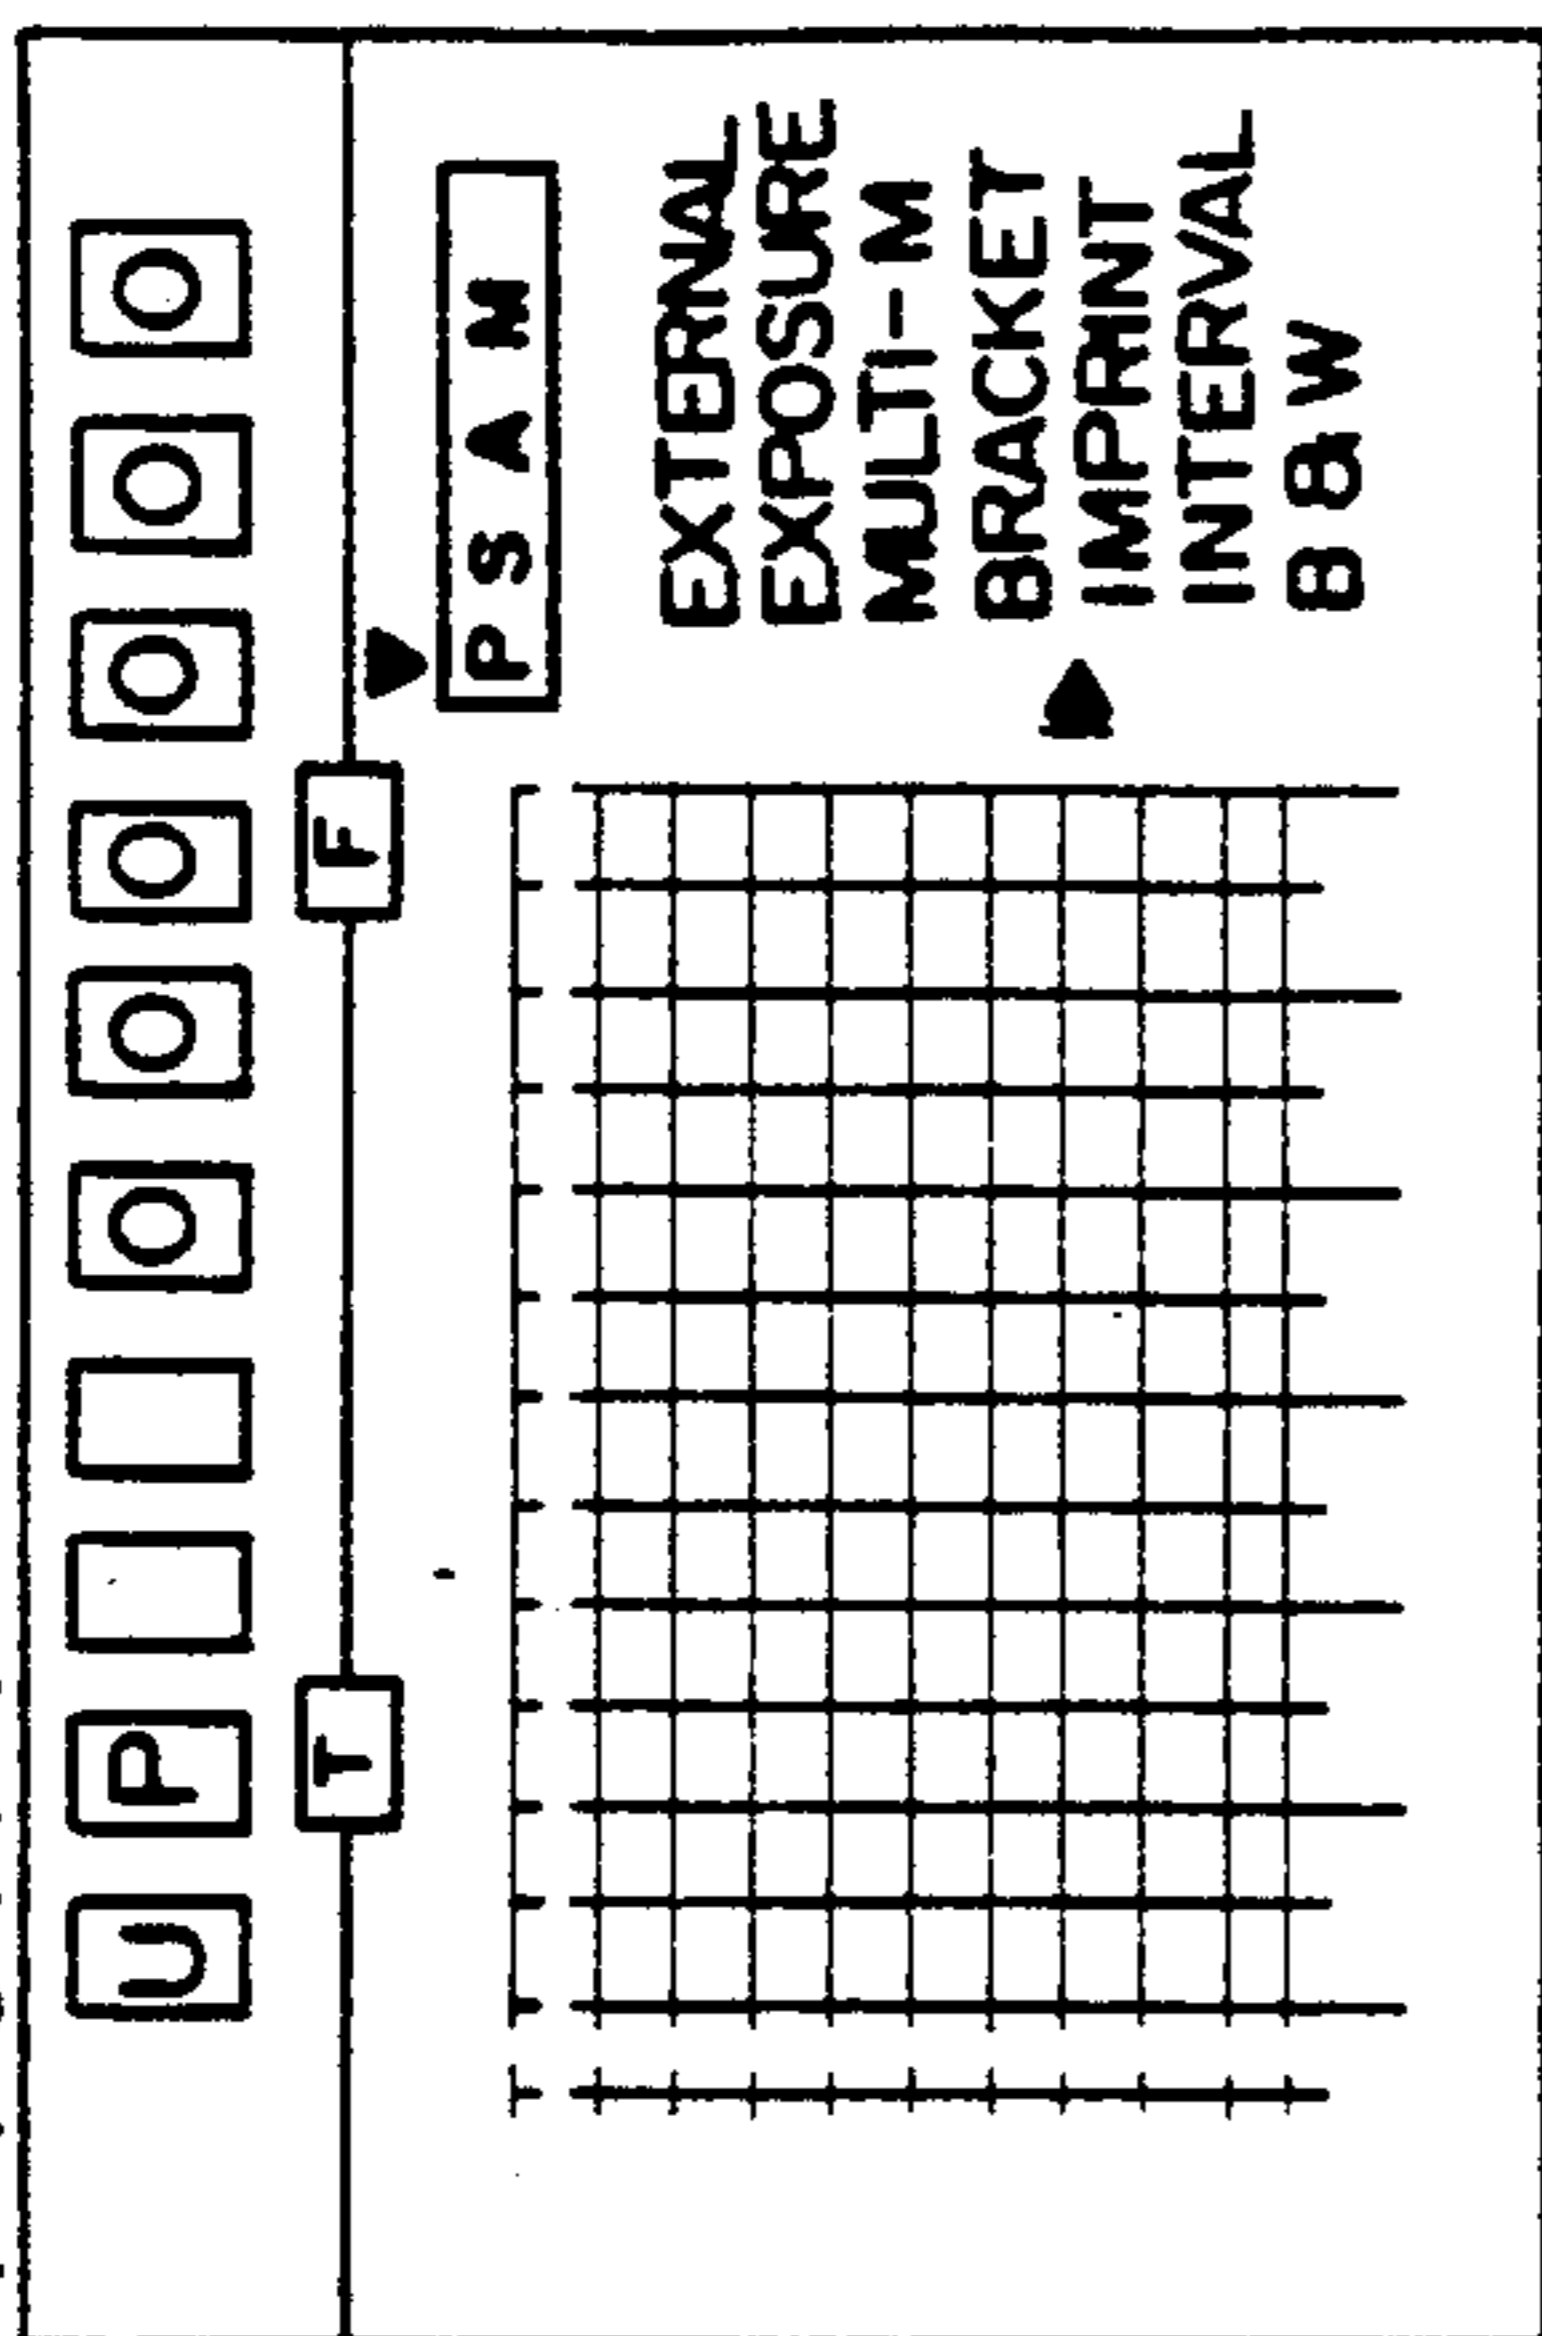 U P O O O O O O
T F
P S A M
EXTERNAL
EXPOSURE
MULTI-M
BRACKET
IMPRINT
INTERVAL
B & W